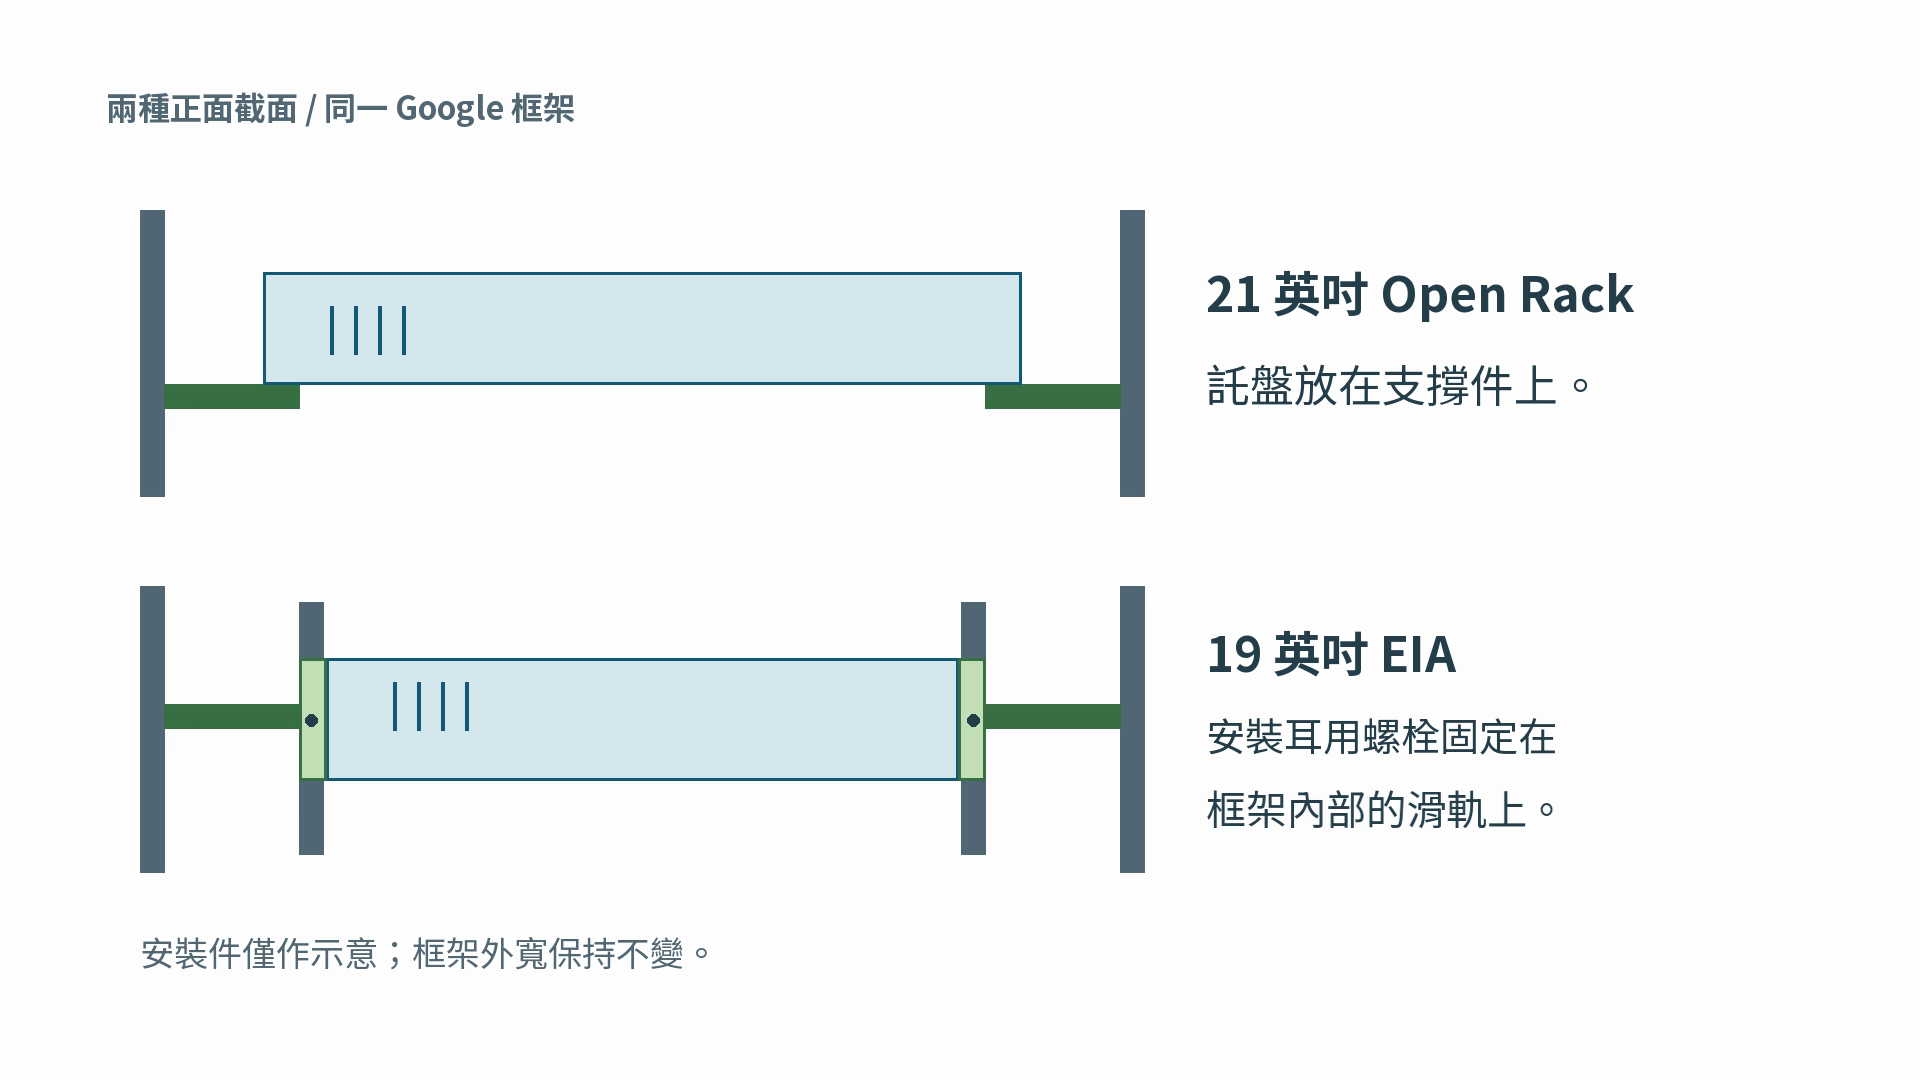 兩種正面截面 / 同一 Google 框架
21 英吋 Open Rack
託盤放在支撐件上。
19 英吋 EIA
安裝耳用螺栓固定在
框架內部的滑軌上。
安裝件僅作示意；框架外寬保持不變。